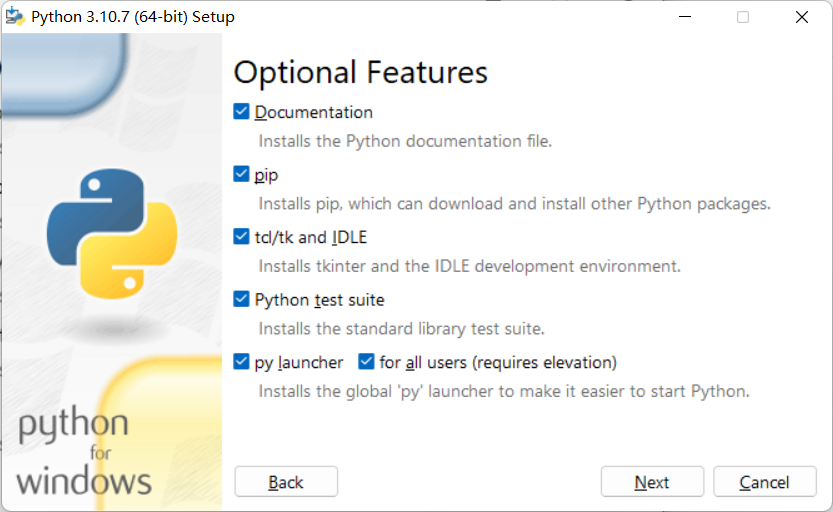 Python 3.10.7 (64-bit) Setup
Optional Features
Documentation
Installs the Python documentation file.
pip
Installs pip, which can download and install other Python packages.
tcl/tk and IDLE
Installs tkinter and the IDLE development environment.
Python test suite
Installs the standard library test suite.
py launcher for all users (requires elevation)
Installs the global 'py' launcher to make it easier to start Python.
python
for
windows
Back Next Cancel